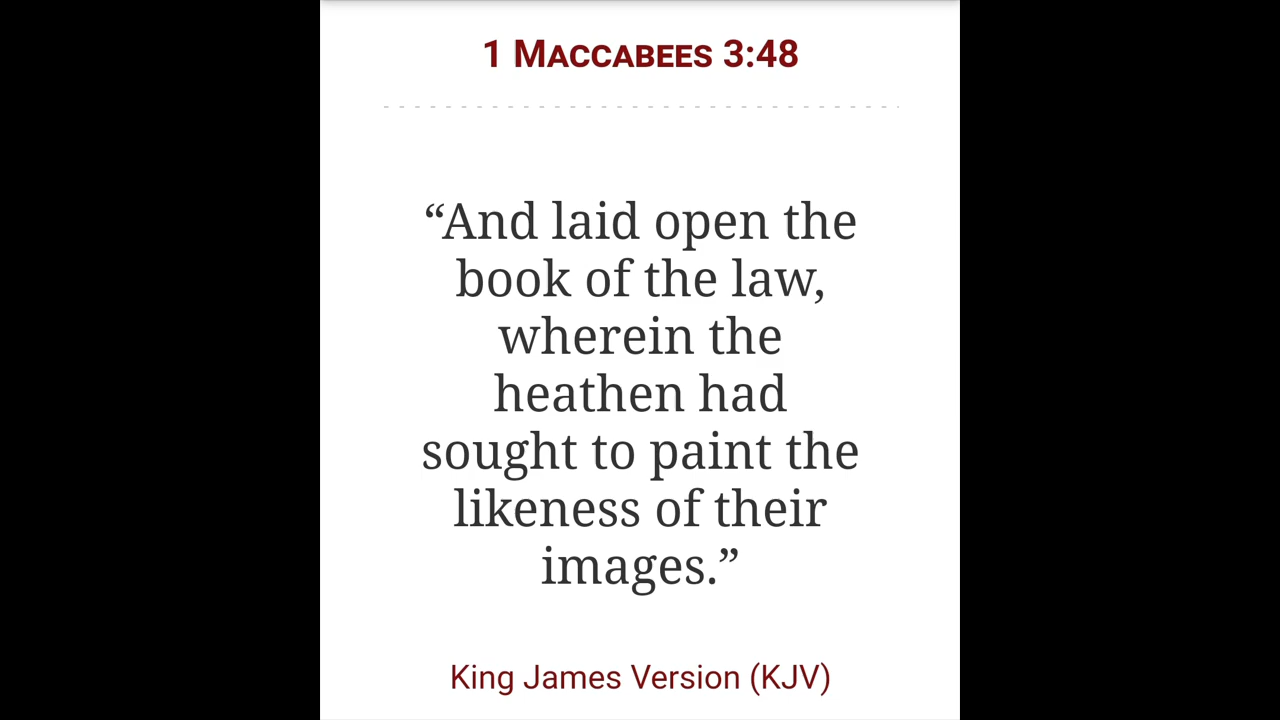 1 Maccabees 3:48
“And laid open the
book of the law,
wherein the
heathen had
sought to paint the
likeness of their
images.”
King James Version (KJV)